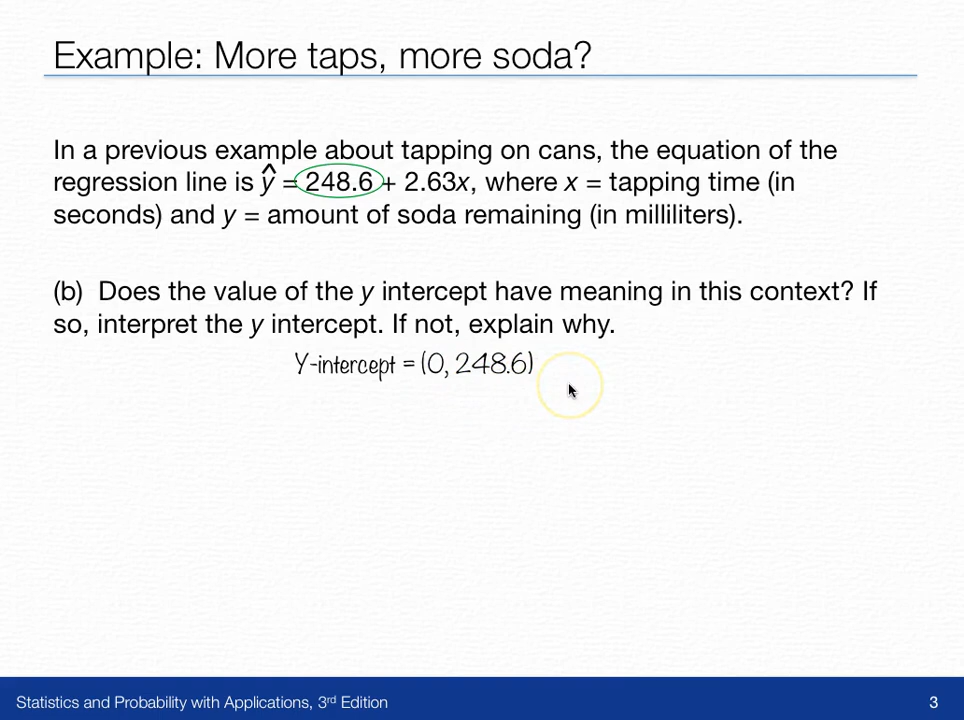 Example: More taps, more soda?
In a previous example about tapping on cans, the equation of the
regression line is ŷ = 248.6 + 2.63x, where x = tapping time (in
seconds) and y = amount of soda remaining (in milliliters).
(b) Does the value of the y intercept have meaning in this context? If
so, interpret the y intercept. If not, explain why.
Y-intercept = (0, 248.6)
Statistics and Probability with Applications, 3rd Edition
3